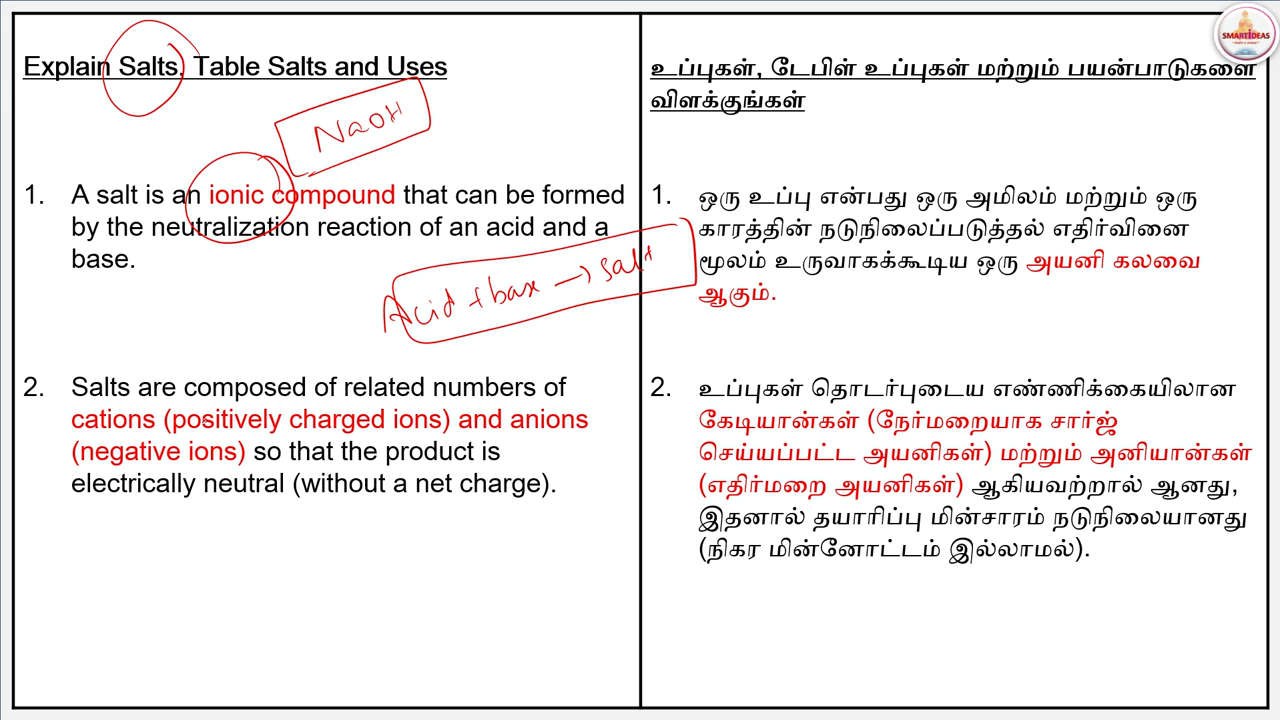 SMARTIDEAS
Explain Salts, Table Salts and Uses
NaOH
1. A salt is an ionic compound that can be formed
by the neutralization reaction of an acid and a
base.
Acid + base → salt
2. Salts are composed of related numbers of
cations (positively charged ions) and anions
(negative ions) so that the product is
electrically neutral (without a net charge).
உப்புகள், டேபிள் உப்புகள் மற்றும் பயன்பாடுகளை
விளக்குங்கள்
1. ஒரு உப்பு என்பது ஒரு அமிலம் மற்றும் ஒரு
காரத்தின் நடுநிலைப்படுத்தல் எதிர்வினை
மூலம் உருவாகக்கூடிய ஒரு அயனி கலவை
ஆகும்.
2. உப்புகள் தொடர்புடைய எண்ணிக்கையிலான
கேடியான்கள் (நேர்மறையாக சார்ஜ்
செய்யப்பட்ட அயனிகள்) மற்றும் அனியான்கள்
(எதிர்மறை அயனிகள்) ஆகியவற்றால் ஆனது,
இதனால் தயாரிப்பு மின்சாரம் நடுநிலையானது
(நிகர மின்னோட்டம் இல்லாமல்).